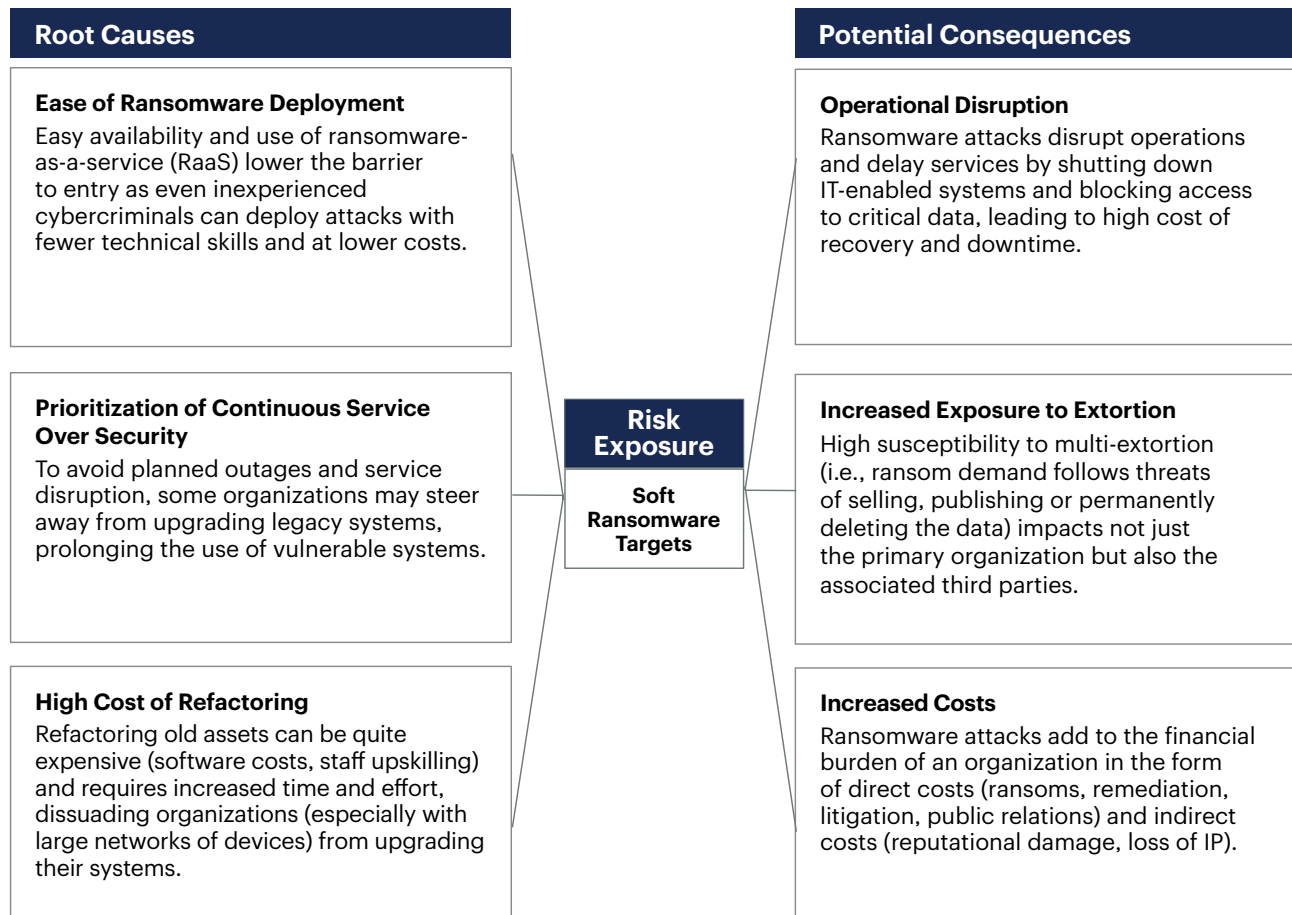 Root Causes
Ease of Ransomware Deployment
Easy availability and use of ransomware-
as-a-service (RaaS) lower the barrier
to entry as even inexperienced
cybercriminals can deploy attacks with
fewer technical skills and at lower costs.
Prioritization of Continuous Service
Over Security
To avoid planned outages and service
disruption, some organizations may steer
away from upgrading legacy systems,
prolonging the use of vulnerable systems.
High Cost of Refactoring
Refactoring old assets can be quite
expensive (software costs, staff upskilling)
and requires increased time and effort,
dissuading organizations (especially with
large networks of devices) from upgrading
their systems.
Risk
Exposure
Soft
Ransomware
Targets
Potential Consequences
Operational Disruption
Ransomware attacks disrupt operations
and delay services by shutting down
IT-enabled systems and blocking access
to critical data, leading to high cost of
recovery and downtime.
Increased Exposure to Extortion
High susceptibility to multi-extortion
(i.e., ransom demand follows threats
of selling, publishing or permanently
deleting the data) impacts not just
the primary organization but also the
associated third parties.
Increased Costs
Ransomware attacks add to the financial
burden of an organization in the form
of direct costs (ransoms, remediation,
litigation, public relations) and indirect
costs (reputational damage, loss of IP).